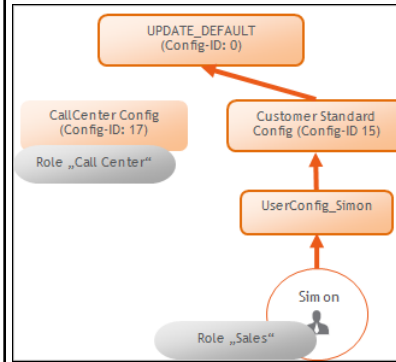 UPDATE_DEFAULT
(Config-ID: 0)
CallCenter Config
(Config-ID: 17)
Role „Call Center“
Customer Standard
Config (Config-ID 15)
UserConfig_Simon
Simon
Role „Sales“